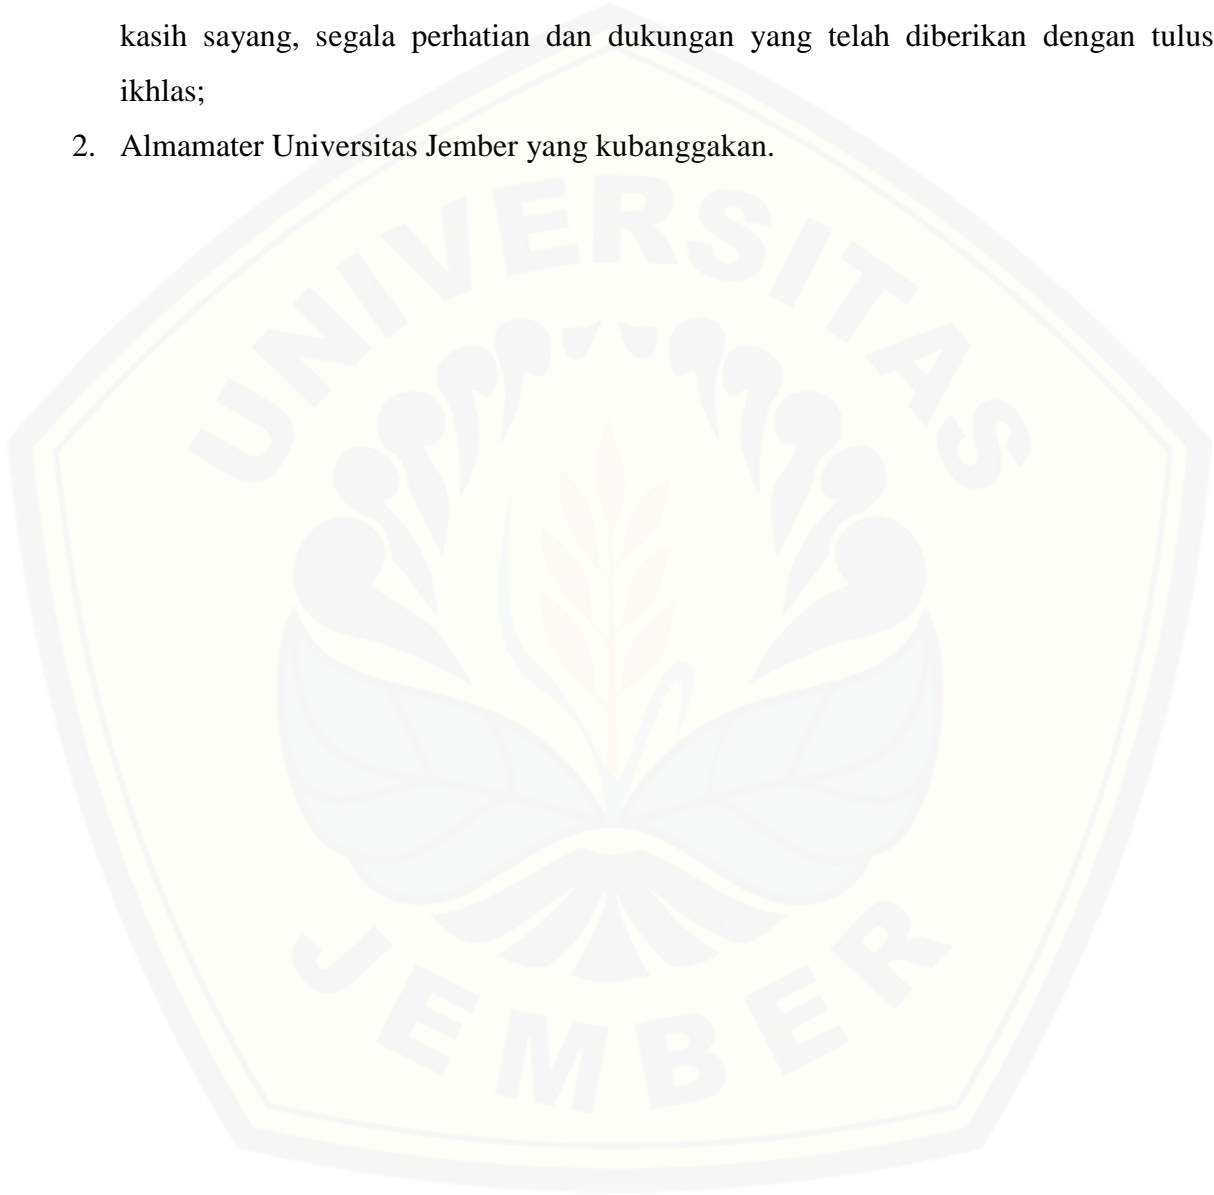 kasih sayang, segala perhatian dan dukungan yang telah diberikan dengan tulus
ikhlas;
2. Almamater Universitas Jember yang kubanggakan.
UNIVERSITAS
JEMBER